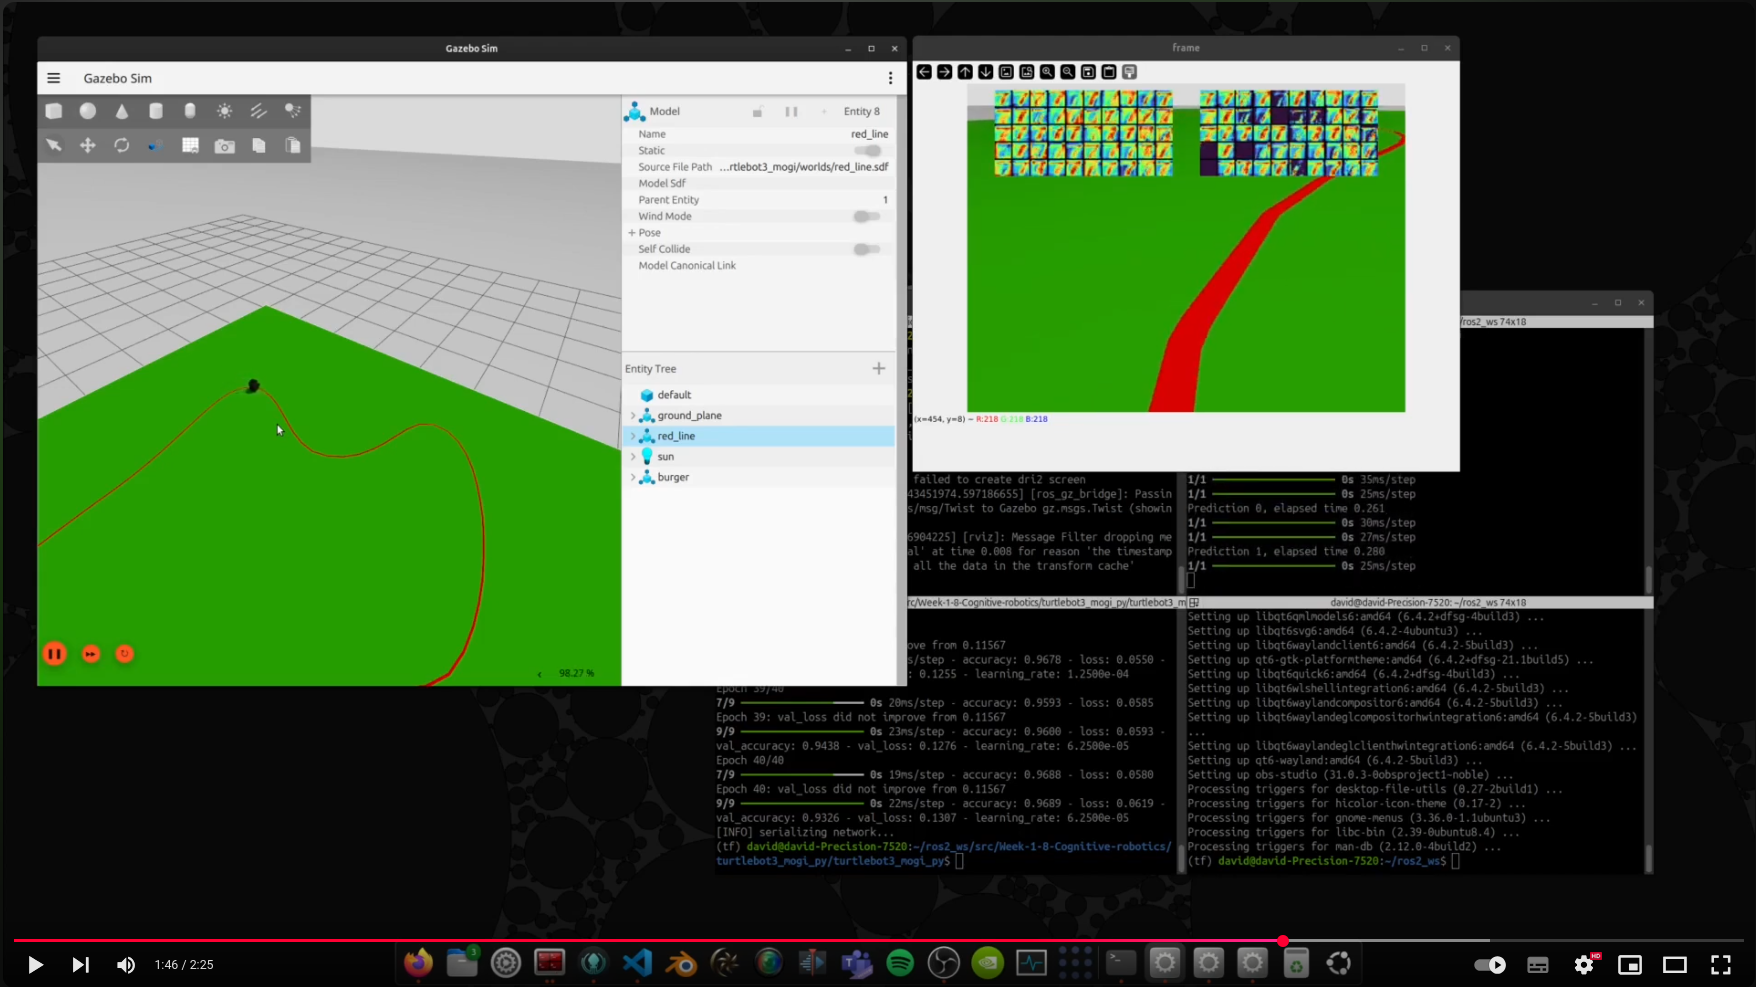 Gazebo Sim
Gazebo Sim
Model
Entity 8
Name
red_line
Static
Source File Path
...rtlebot3_mogi/worlds/red_line.sdf
Model Sdf
Parent Entity
1
Wind Mode
+ Pose
Self Collide
Model Canonical Link
Entity Tree
default
ground_plane
red_line
sun
burger
98.27 %
frame
(x=454, y=8) ~ R:218 G:218 B:218
/ros2_ws 74x18
failed to create dri2 screen
43451974.597186655] [ros_gz_bridge]: Passin
s/msg/Twist to Gazebo gz.msgs.Twist (showin
6904225] [rviz]: Message Filter dropping me
al' at time 0.008 for reason 'the timestamp
all the data in the transform cache'
1/1 0s 35ms/step
1/1 0s 25ms/step
Prediction 0, elapsed time 0.261
1/1 0s 30ms/step
1/1 0s 27ms/step
Prediction 1, elapsed time 0.280
1/1 0s 25ms/step
rc/Week-1-8-Cognitive-robotics/turtlebot3_mogi_py/turtlebot3_m
ove from 0.11567
s/step - accuracy: 0.9678 - loss: 0.0550 -
: 0.1255 - learning_rate: 1.2500e-04
Epoch 39/40
7/9 0s 20ms/step - accuracy: 0.9593 - loss: 0.0585
Epoch 39: val_loss did not improve from 0.11567
9/9 0s 23ms/step - accuracy: 0.9600 - loss: 0.0593 -
val_accuracy: 0.9438 - val_loss: 0.1276 - learning_rate: 6.2500e-05
Epoch 40/40
7/9 0s 19ms/step - accuracy: 0.9688 - loss: 0.0580
Epoch 40: val_loss did not improve from 0.11567
9/9 0s 22ms/step - accuracy: 0.9689 - loss: 0.0619 -
val_accuracy: 0.9326 - val_loss: 0.1307 - learning_rate: 6.2500e-05
[INFO] serializing network...
(tf) david@david-Precision-7520:~/ros2_ws/src/Week-1-8-Cognitive-robotics/
turtlebot3_mogi_py/turtlebot3_mogi_py$
david@david-Precision-7520: ~/ros2_ws 74x18
Setting up libqt6qmlmodels6:amd64 (6.4.2+dfsg-4build3) ...
Setting up libqt6svg6:amd64 (6.4.2-4ubuntu3) ...
Setting up libqt6waylandclient6:amd64 (6.4.2-5build3) ...
Setting up qt6-gtk-platformtheme:amd64 (6.4.2+dfsg-21.1build5) ...
Setting up libqt6quick6:amd64 (6.4.2+dfsg-4build3) ...
Setting up libqt6wlshellintegration6:amd64 (6.4.2-5build3) ...
Setting up libqt6waylandcompositor6:amd64 (6.4.2-5build3) ...
Setting up libqt6waylandeglcompositorhwintegration6:amd64 (6.4.2-5build3)
...
Setting up libqt6waylandeglclienthwintegration6:amd64 (6.4.2-5build3) ...
Setting up qt6-wayland:amd64 (6.4.2-5build3) ...
Setting up obs-studio (31.0.3-0obsproject1~noble) ...
Processing triggers for desktop-file-utils (0.27-2build1) ...
Processing triggers for hicolor-icon-theme (0.17-2) ...
Processing triggers for gnome-menus (3.36.0-1.1ubuntu3) ...
Processing triggers for libc-bin (2.39-0ubuntu8.4) ...
Processing triggers for man-db (2.12.0-4build2) ...
(tf) david@david-Precision-7520:~/ros2_ws$
3
1:46 / 2:25
HD